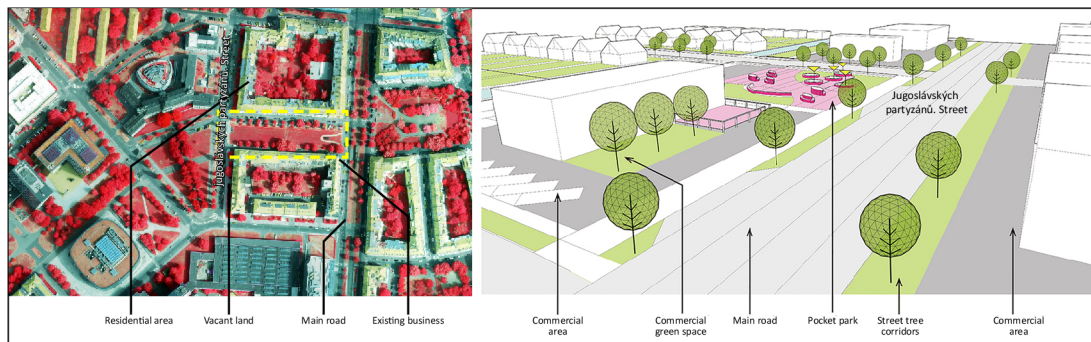 Jugoslávských partyzánů. Street
Residential area
Vacant land
Main road
Existing business
Jugoslávských
partyzánů. Street
Commercial
area
Commercial
green space
Main road
Pocket park
Street tree
corridors
Commercial
area